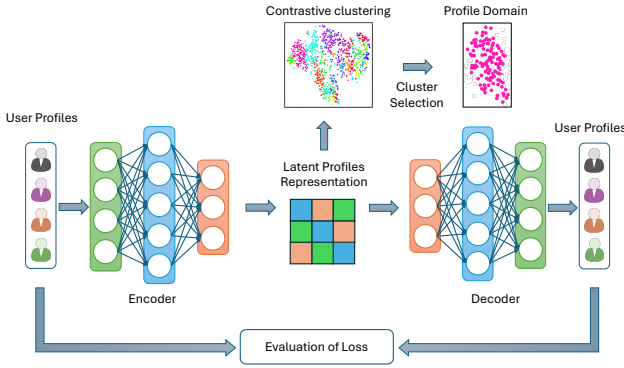 Contrastive clustering
Profile Domain
Cluster
Selection
User Profiles
User Profiles
Latent Profiles
Representation
Encoder
Decoder
Evaluation of Loss